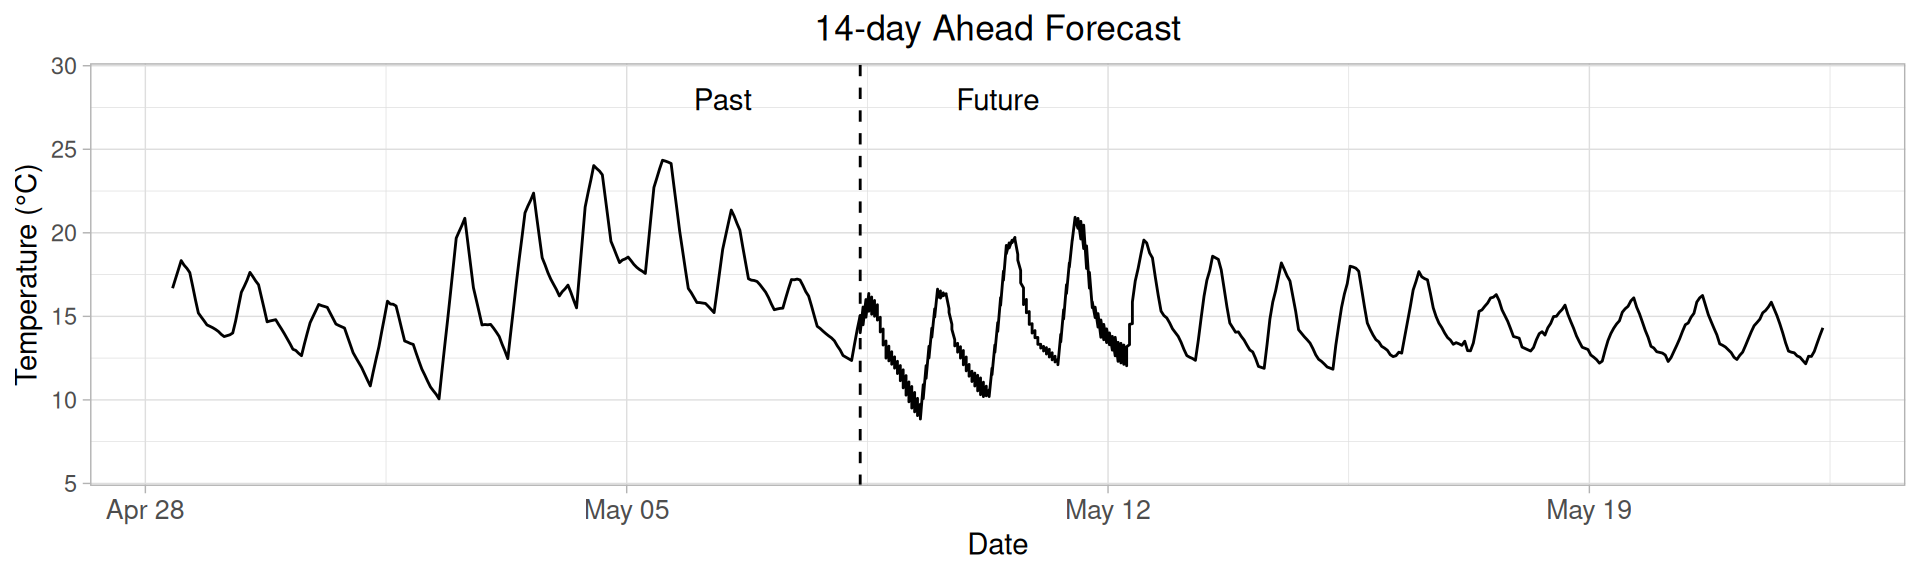 14-day Ahead Forecast
Past
Future
Temperature (°C)
30
25
20
15
10
5
Apr 28
May 05
May 12
May 19
Date